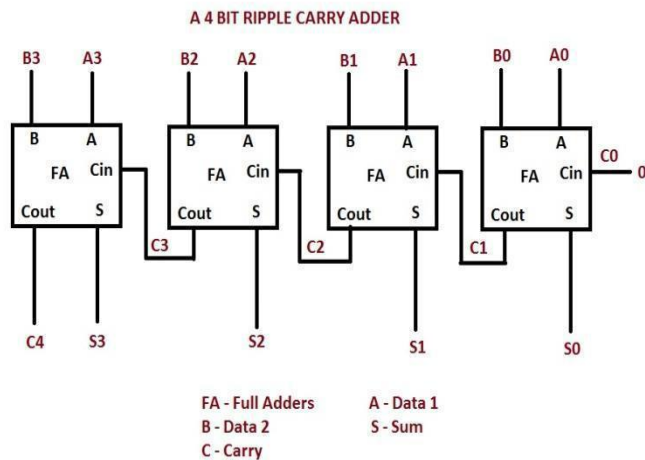 A 4 BIT RIPPLE CARRY ADDER
B3 A3 B2 A2 B1 A1 B0 A0
B A B A B A B A
C0
FA Cin FA Cin FA Cin FA Cin 0
Cout S Cout S Cout S Cout S
C3 C2 C1
C4 S3 S2 S1 S0
FA - Full Adders A - Data 1
B - Data 2 S - Sum
C - Carry